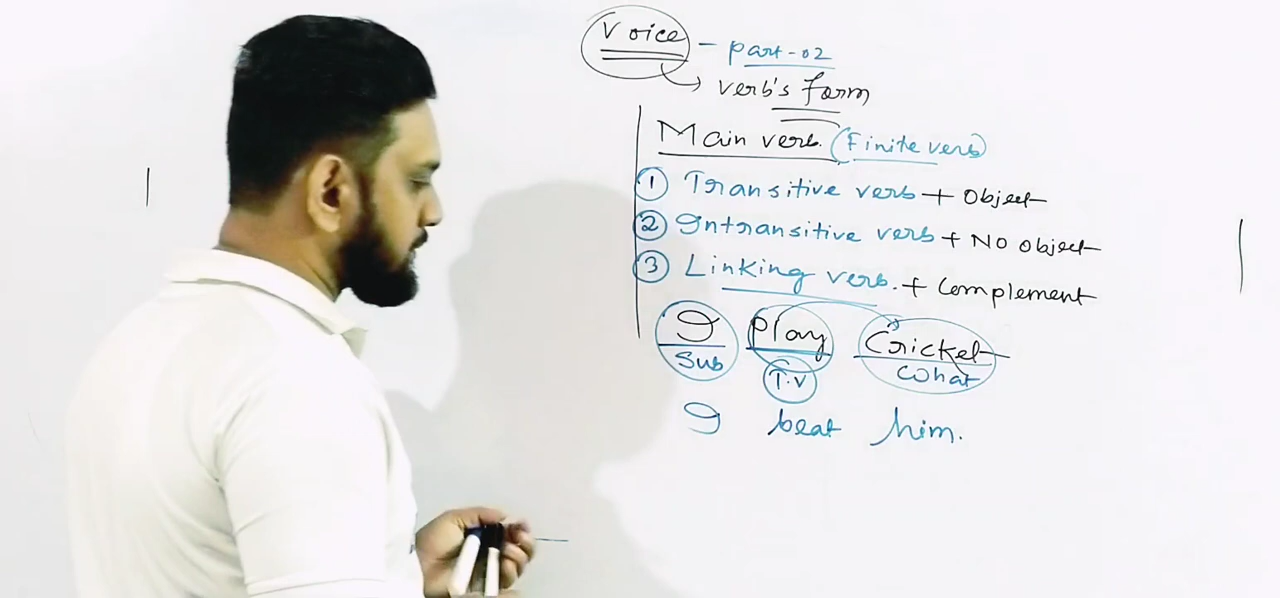 Voice - part-02
verb's form
Main verb. (Finite verb)
1 Transitive verb + Object
2 Intransitive verb + No object
3 Linking verb. + Complement
I play Cricket
Sub T.V What
I beat him.